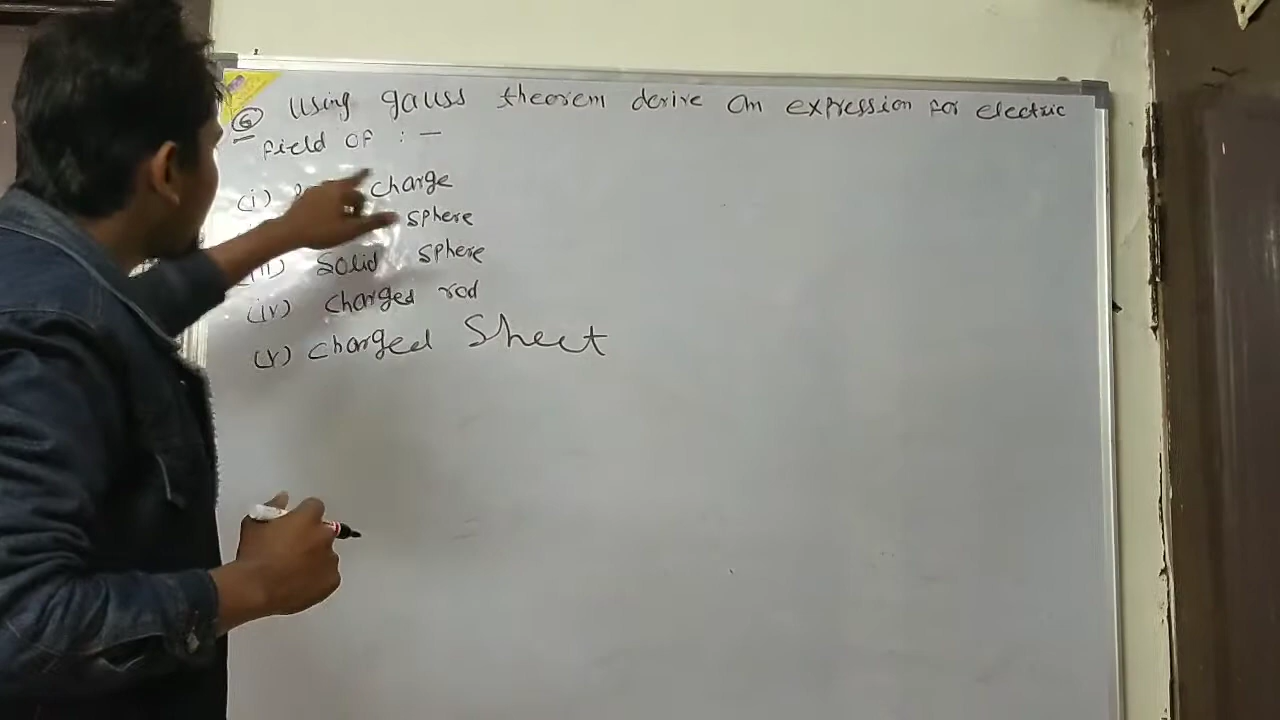 6 Using gauss theorem derive an expression for electric
field of : —
(i) charge
sphere
(iii) solid sphere
(iv) charged rod
(v) charged Sheet